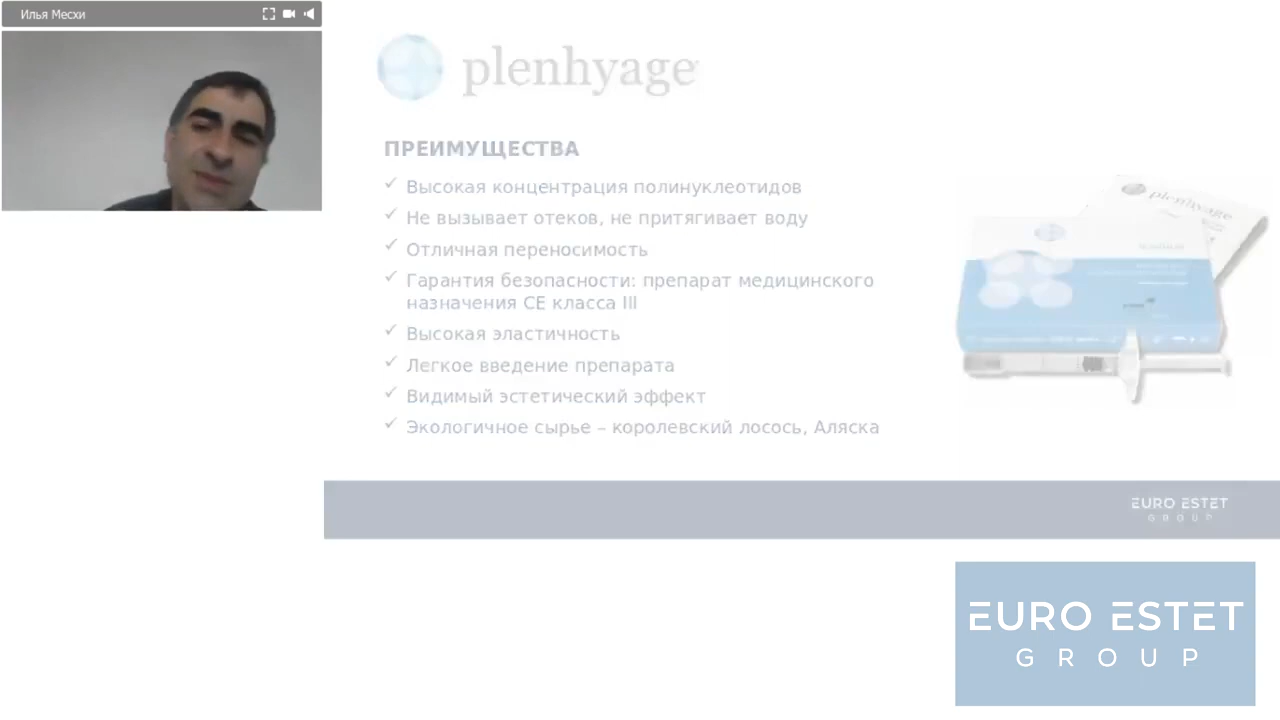 Илья Месхи
plenhyage
ПРЕИМУЩЕСТВА
✓ Высокая концентрация полинуклеотидов
✓ Не вызывает отеков, не притягивает воду
✓ Отличная переносимость
✓ Гарантия безопасности: препарат медицинского
назначения СЕ класса III
✓ Высокая эластичность
✓ Легкое введение препарата
✓ Видимый эстетический эффект
✓ Экологичное сырье – королевский лосось, Аляска
plenhyage
EURO ESTET
GROUP
EURO ESTET
GROUP